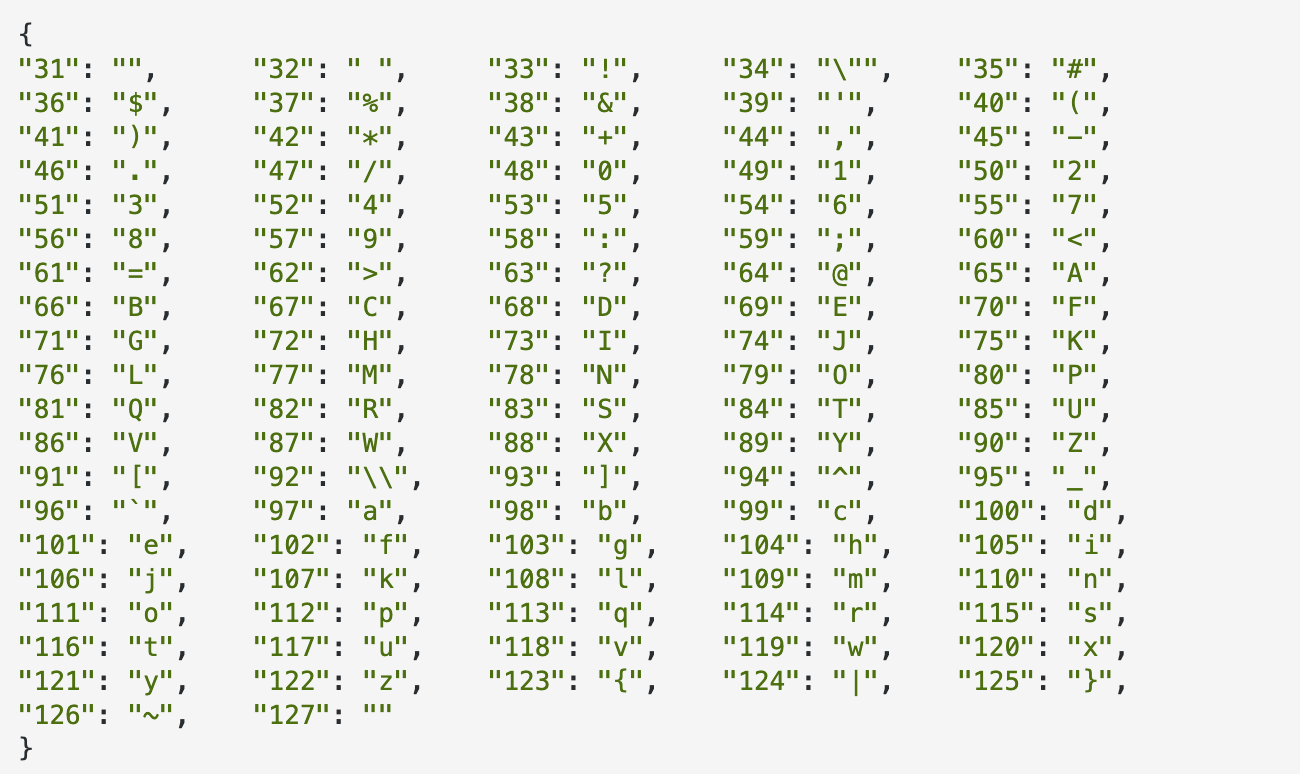 {
"31": "",      "32": " ",     "33": "!",     "34": "\"",    "35": "#",
"36": "$",     "37": "%",     "38": "&",     "39": "'",     "40": "(",
"41": ")",     "42": "*",     "43": "+",     "44": ",",     "45": "-",
"46": ".",     "47": "/",     "48": "0",     "49": "1",     "50": "2",
"51": "3",     "52": "4",     "53": "5",     "54": "6",     "55": "7",
"56": "8",     "57": "9",     "58": ":",     "59": ";",     "60": "<",
"61": "=",     "62": ">",     "63": "?",     "64": "@",     "65": "A",
"66": "B",     "67": "C",     "68": "D",     "69": "E",     "70": "F",
"71": "G",     "72": "H",     "73": "I",     "74": "J",     "75": "K",
"76": "L",     "77": "M",     "78": "N",     "79": "O",     "80": "P",
"81": "Q",     "82": "R",     "83": "S",     "84": "T",     "85": "U",
"86": "V",     "87": "W",     "88": "X",     "89": "Y",     "90": "Z",
"91": "[",     "92": "\\",    "93": "]",     "94": "^",     "95": "_",
"96": "`",     "97": "a",     "98": "b",     "99": "c",     "100": "d",
"101": "e",    "102": "f",    "103": "g",    "104": "h",    "105": "i",
"106": "j",    "107": "k",    "108": "l",    "109": "m",    "110": "n",
"111": "o",    "112": "p",    "113": "q",    "114": "r",    "115": "s",
"116": "t",    "117": "u",    "118": "v",    "119": "w",    "120": "x",
"121": "y",    "122": "z",    "123": "{",    "124": "|",    "125": "}",
"126": "~",    "127": ""
}